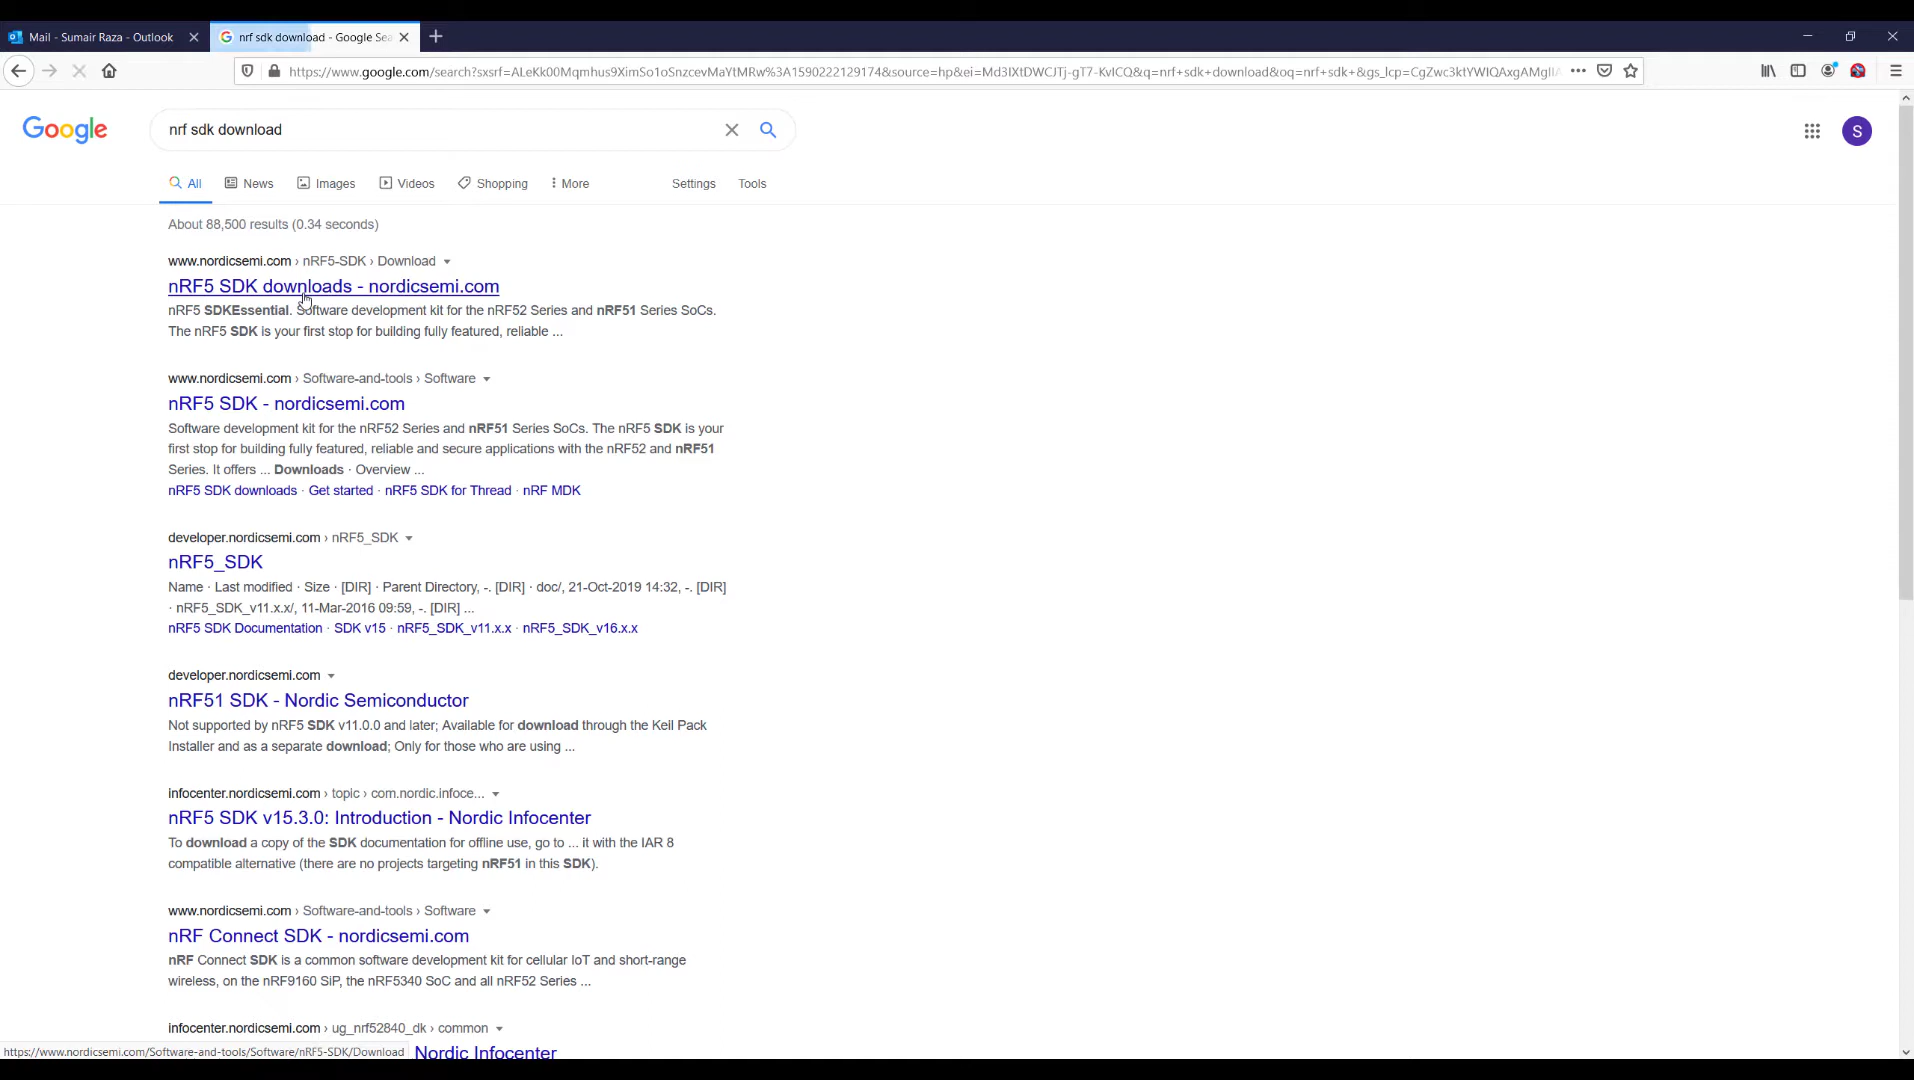 Mail - Sumair Raza - Outlook
nrf sdk download - Google Sea
https://www.google.com/search?sxsrf=ALeKk00Mqmhus9XimSo1oSnzcevMaYtMRw%3A1590222129174&source=hp&ei=Md3IXtDWCJTj-gT7-KvICQ&q=nrf+sdk+download&oq=nrf+sdk+&gs_lcp=CgZwc3ktYWIQAxgAMgIIA
Google
nrf sdk download
S
All News Images Videos Shopping More Settings Tools
About 88,500 results (0.34 seconds)
www.nordicsemi.com › nRF5-SDK › Download
nRF5 SDK downloads - nordicsemi.com
nRF5 SDKEssential. Software development kit for the nRF52 Series and nRF51 Series SoCs.
The nRF5 SDK is your first stop for building fully featured, reliable ...
www.nordicsemi.com › Software-and-tools › Software
nRF5 SDK - nordicsemi.com
Software development kit for the nRF52 Series and nRF51 Series SoCs. The nRF5 SDK is your
first stop for building fully featured, reliable and secure applications with the nRF52 and nRF51
Series. It offers ... Downloads · Overview ...
nRF5 SDK downloads · Get started · nRF5 SDK for Thread · nRF MDK
developer.nordicsemi.com › nRF5_SDK
nRF5_SDK
Name · Last modified · Size · [DIR] · Parent Directory, -. [DIR] · doc/, 21-Oct-2019 14:32, -. [DIR]
· nRF5_SDK_v11.x.x/, 11-Mar-2016 09:59, -. [DIR] ...
nRF5 SDK Documentation · SDK v15 · nRF5_SDK_v11.x.x · nRF5_SDK_v16.x.x
developer.nordicsemi.com
nRF51 SDK - Nordic Semiconductor
Not supported by nRF5 SDK v11.0.0 and later; Available for download through the Keil Pack
Installer and as a separate download; Only for those who are using ...
infocenter.nordicsemi.com › topic › com.nordic.infoce...
nRF5 SDK v15.3.0: Introduction - Nordic Infocenter
To download a copy of the SDK documentation for offline use, go to ... it with the IAR 8
compatible alternative (there are no projects targeting nRF51 in this SDK).
www.nordicsemi.com › Software-and-tools › Software
nRF Connect SDK - nordicsemi.com
nRF Connect SDK is a common software development kit for cellular IoT and short-range
wireless, on the nRF9160 SiP, the nRF5340 SoC and all nRF52 Series ...
infocenter.nordicsemi.com › ug_nrf52840_dk › common
https://www.nordicsemi.com/Software-and-tools/Software/nRF5-SDK/Download
Nordic Infocenter